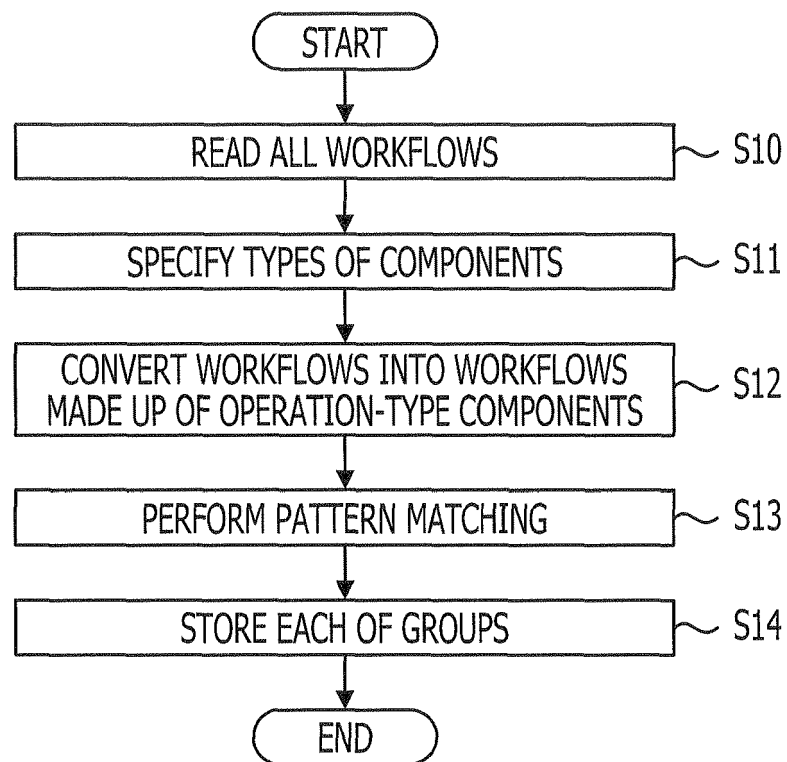 START
READ ALL WORKFLOWS
S10
SPECIFY TYPES OF COMPONENTS
S11
CONVERT WORKFLOWS INTO WORKFLOWS
MADE UP OF OPERATION-TYPE COMPONENTS
S12
PERFORM PATTERN MATCHING
S13
STORE EACH OF GROUPS
S14
END